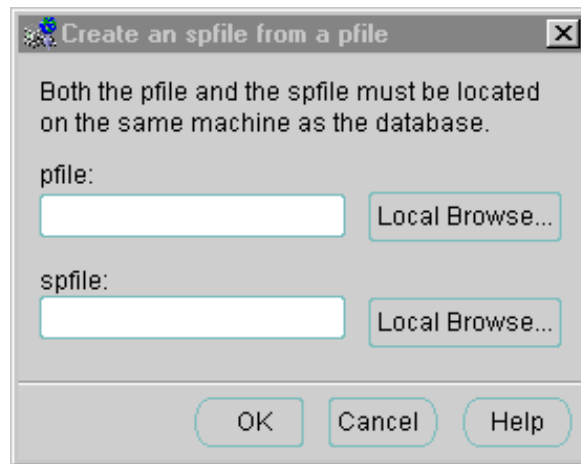 Create an spfile from a pfile
Both the pfile and the spfile must be located
on the same machine as the database.
pfile:
Local Browse...
spfile:
Local Browse...
OK
Cancel
Help